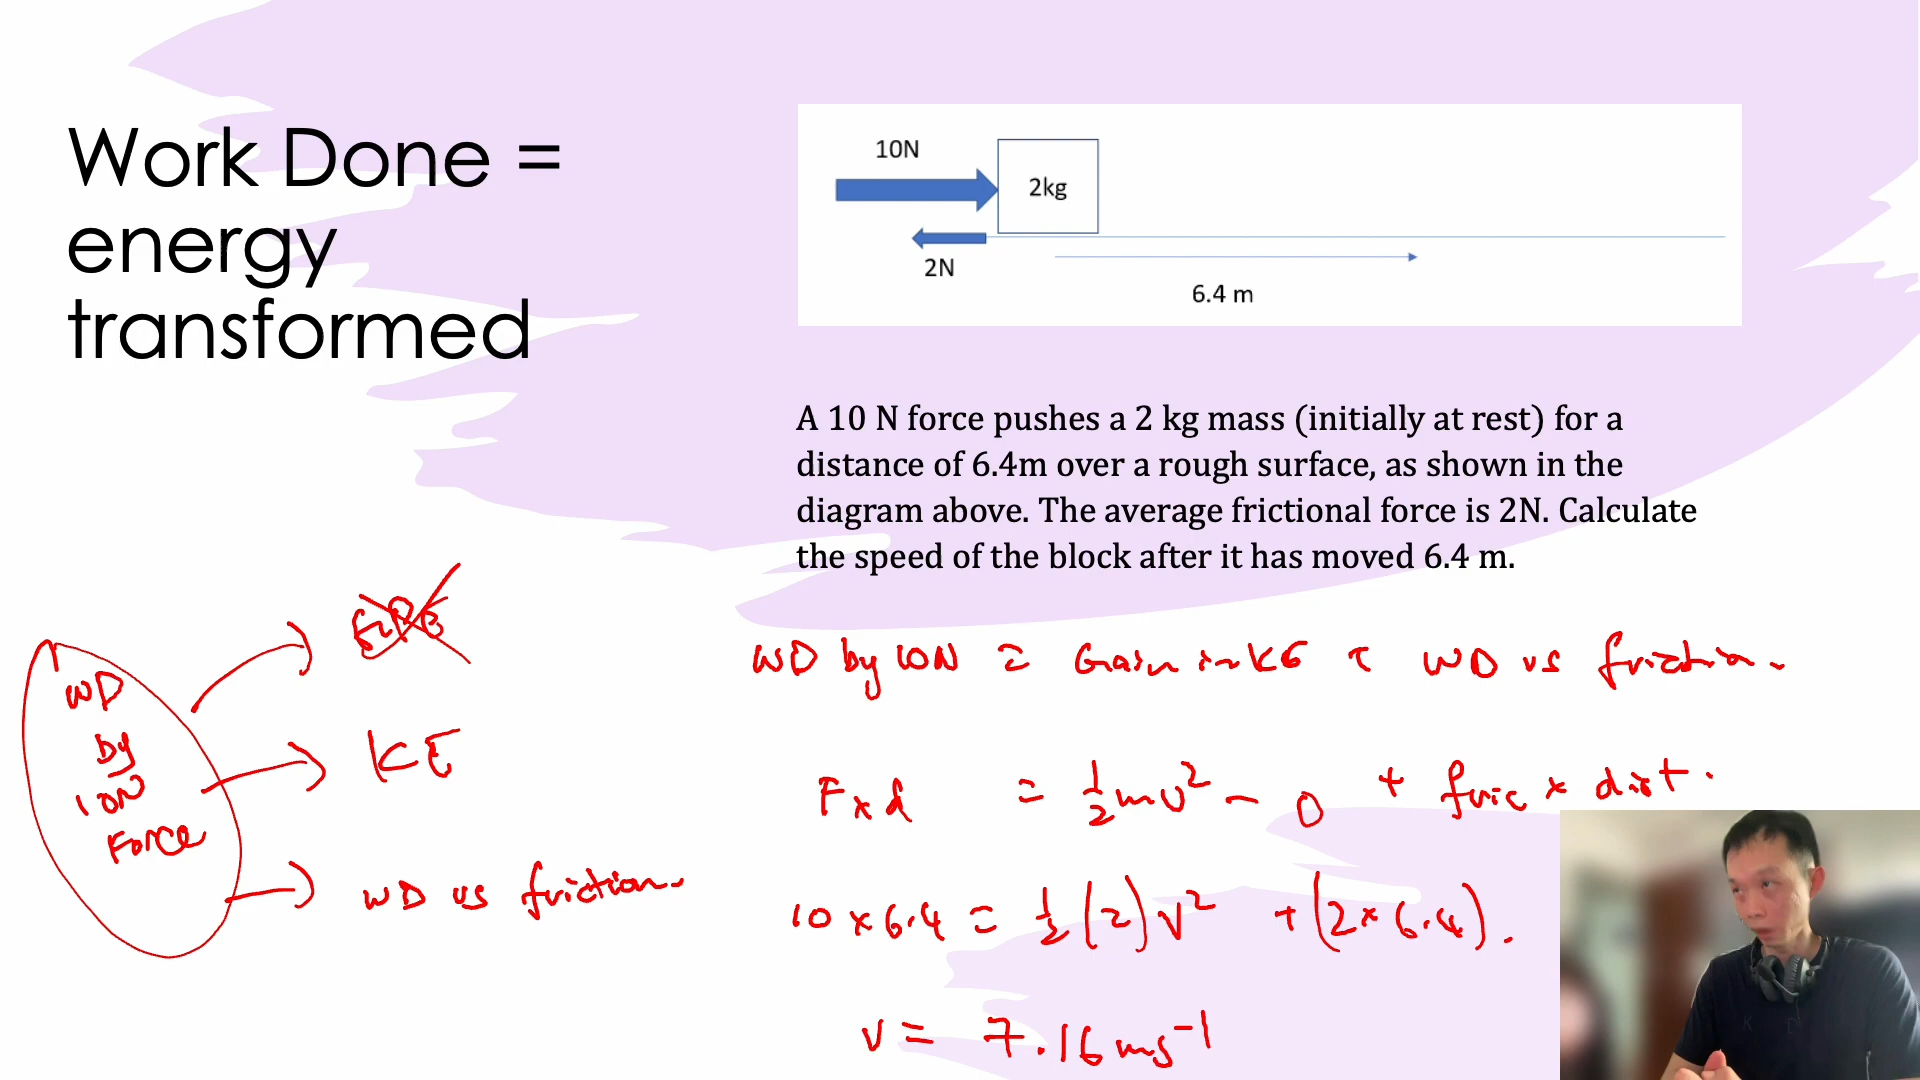 Work Done =
energy
transformed
10N
2kg
2N
6.4 m
A 10 N force pushes a 2 kg mass (initially at rest) for a
distance of 6.4m over a rough surface, as shown in the
diagram above. The average frictional force is 2N. Calculate
the speed of the block after it has moved 6.4 m.
WD
by
10N
Force
GPE
KE
WD vs friction.
WD by 10N = Gain in KE + WD vs friction.
F x d = ½mv² - 0 + fric x dist.
10 x 6.4 = ½(2)v² + (2 x 6.4).
v = 7.16 ms⁻¹